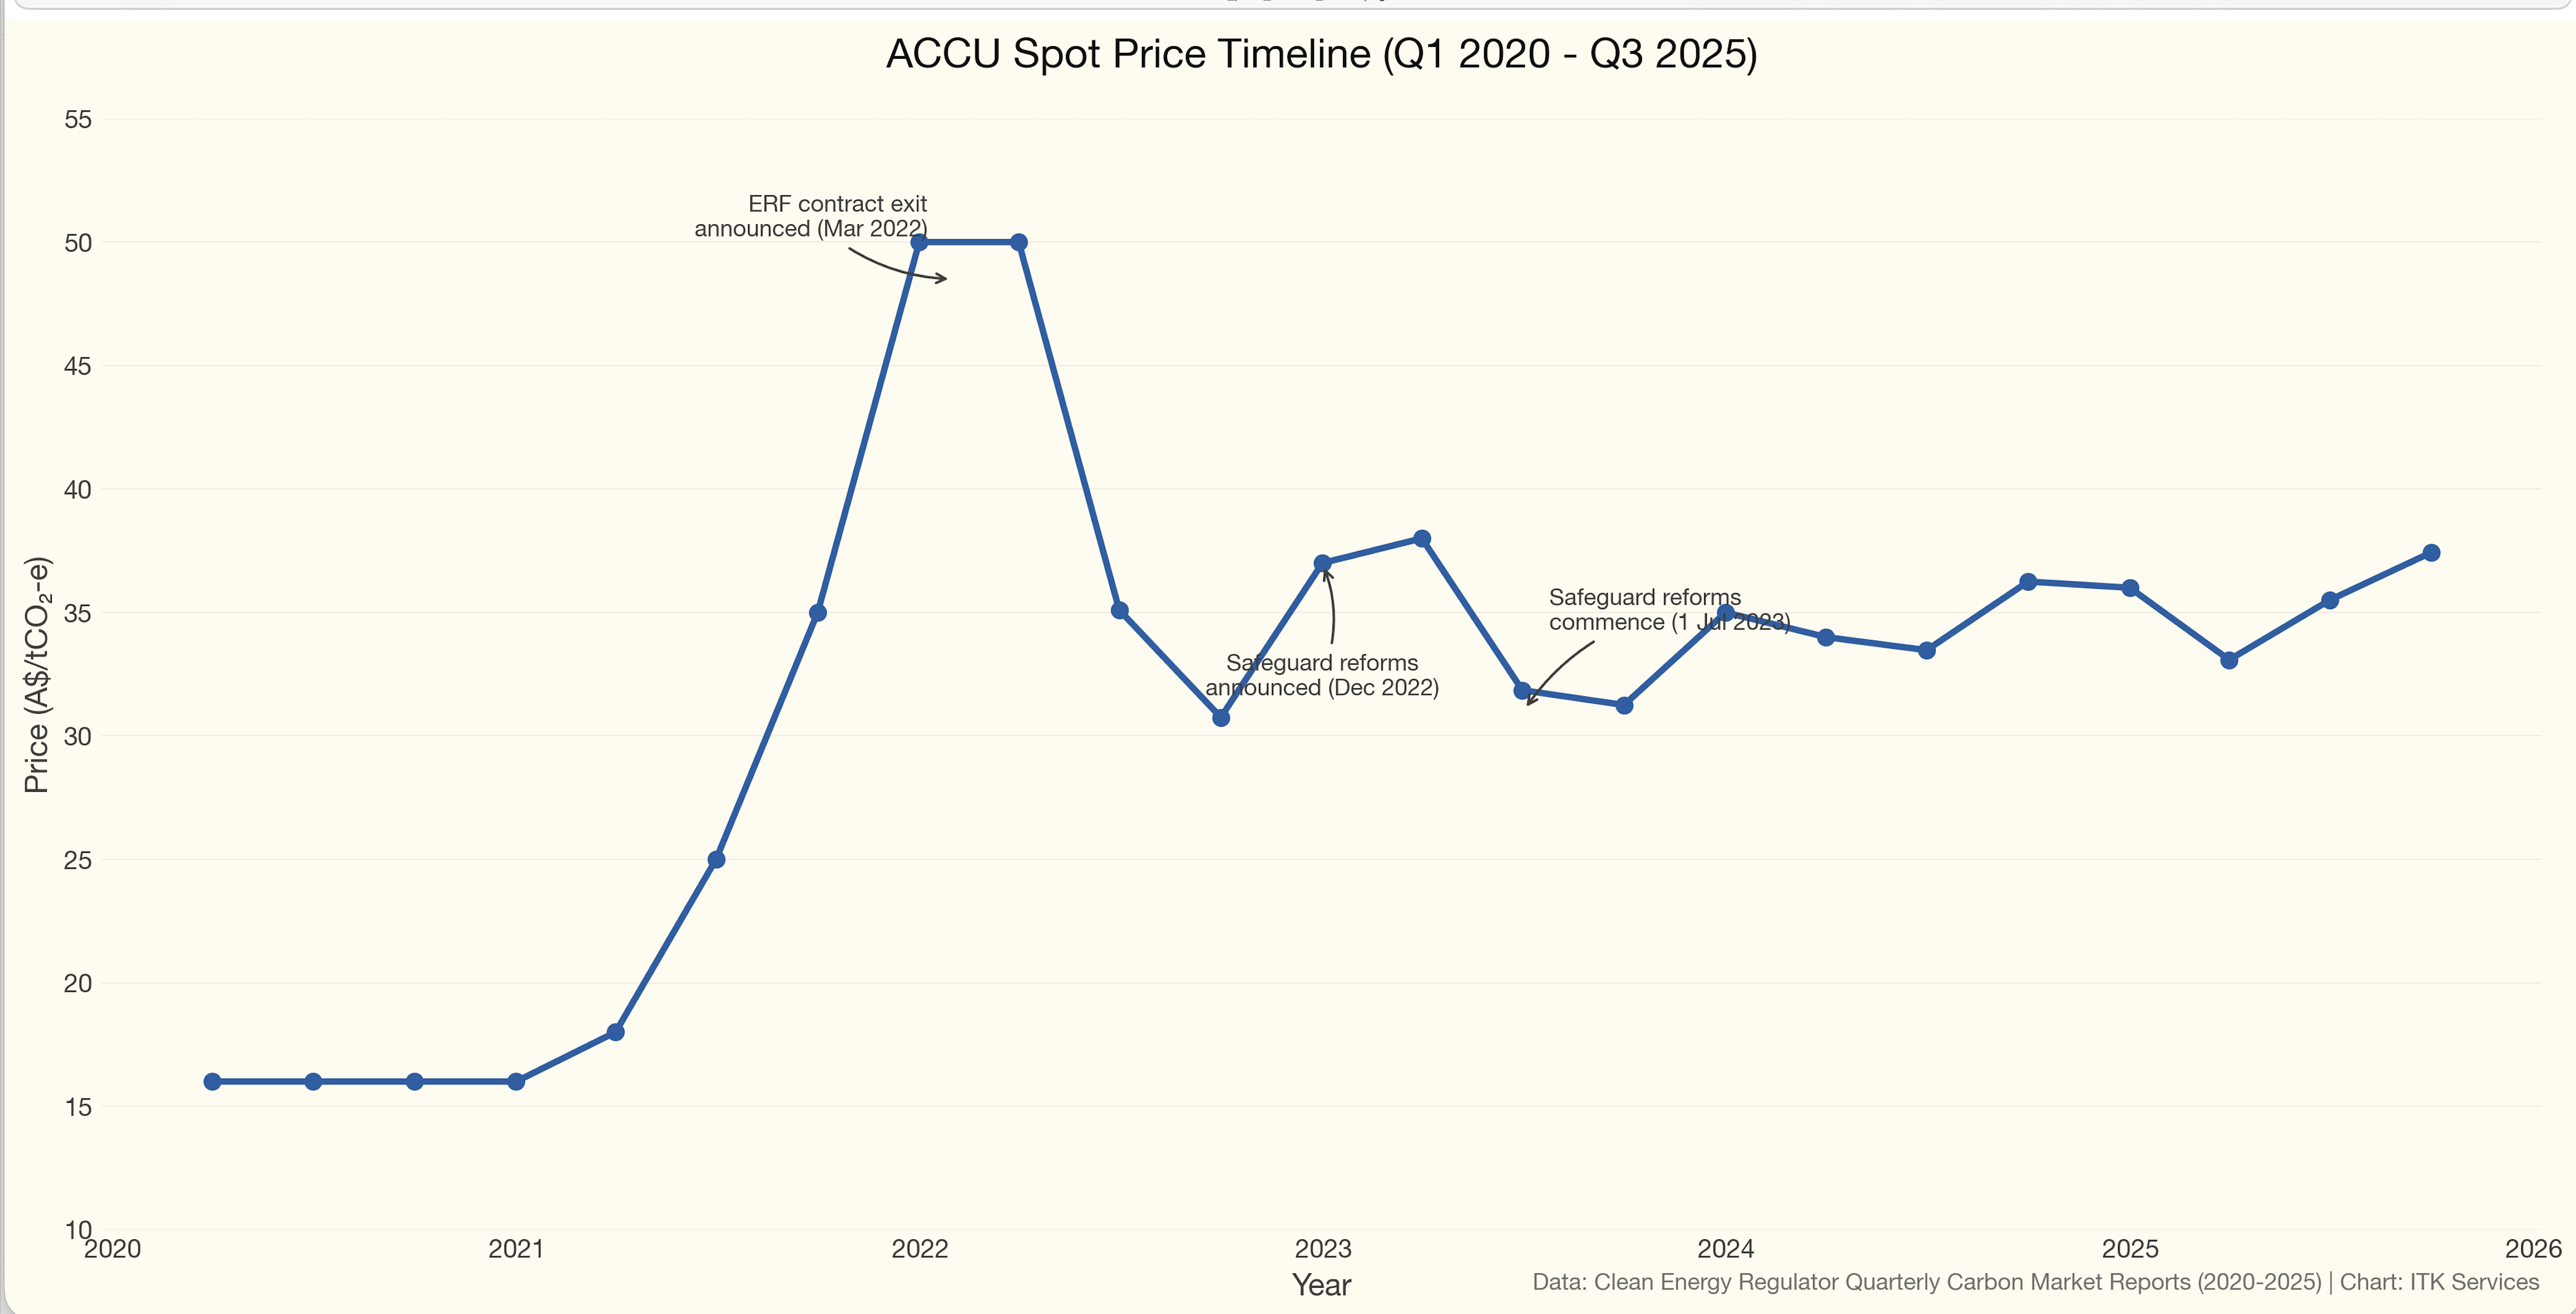 ACCU Spot Price Timeline (Q1 2020 - Q3 2025)
55
50
45
40
35
30
25
20
15
10
Price (A$/tCO₂-e)
ERF contract exit
announced (Mar 2022)
Safeguard reforms
announced (Dec 2022)
Safeguard reforms
commence (1 Jul 2023)
2020 2021 2022 2023 2024 2025 2026
Year
Data: Clean Energy Regulator Quarterly Carbon Market Reports (2020-2025) | Chart: ITK Services